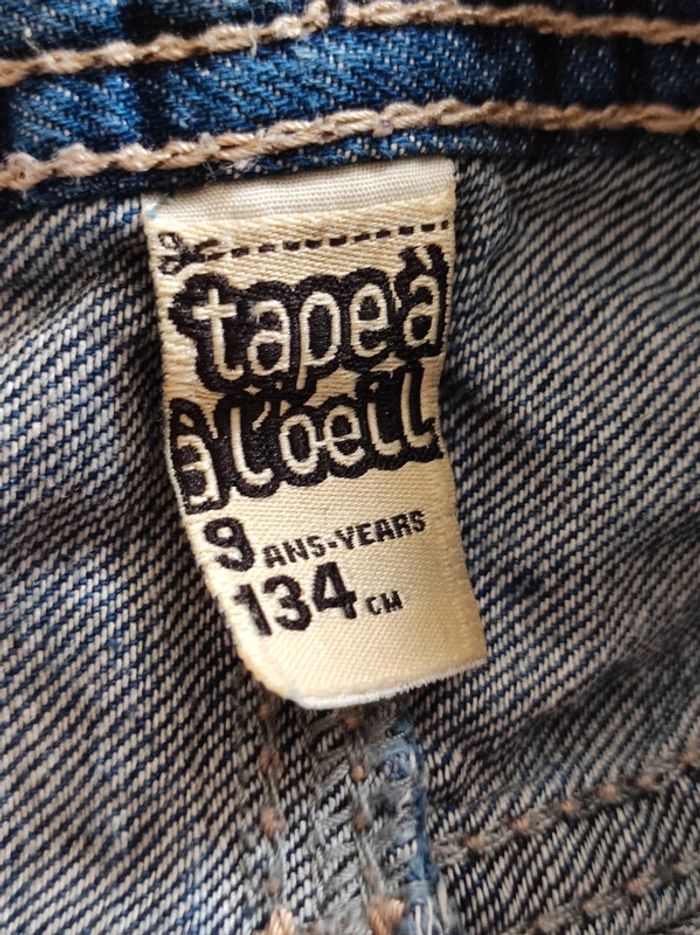 tape à
à l'oeil
9 ANS-YEARS
134 CM